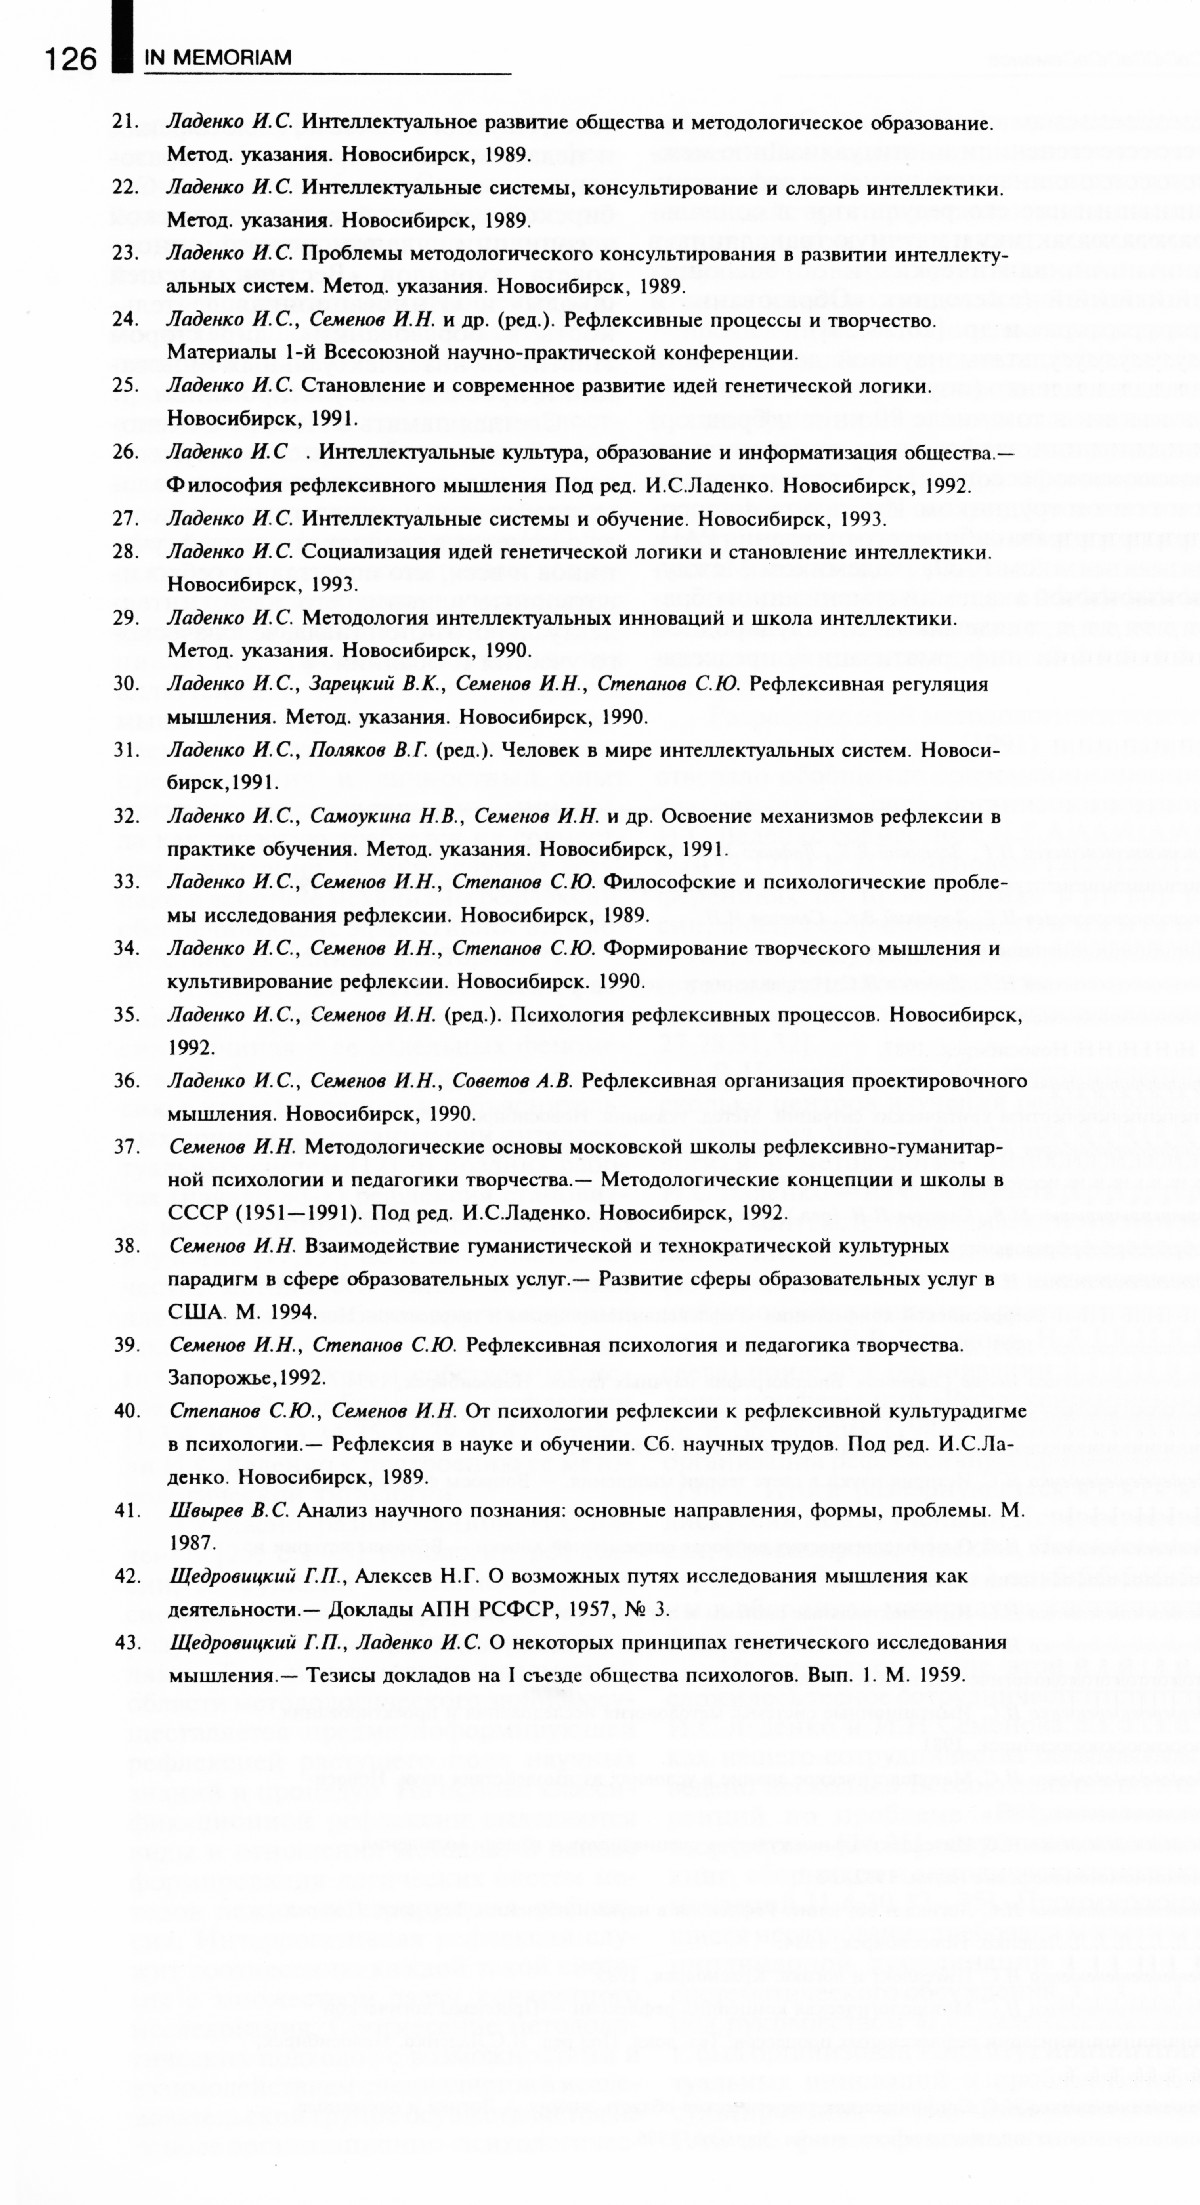 126 IN MEMORIAM
21. Ладенко И.С. Интеллектуальное развитие общества и методологическое образование.
Метод. указания. Новосибирск, 1989.
22. Ладенко И.С. Интеллектуальные системы, консультирование и словарь интеллектики.
Метод. указания. Новосибирск, 1989.
23. Ладенко И.С. Проблемы методологического консультирования в развитии интеллекту-
альных систем. Метод. указания. Новосибирск, 1989.
24. Ладенко И.С., Семенов И.Н. и др. (ред.). Рефлексивные процессы и творчество.
Материалы 1-й Всесоюзной научно-практической конференции.
25. Ладенко И.С. Становление и современное развитие идей генетической логики.
Новосибирск, 1991.
26. Ладенко И.С . Интеллектуальные культура, образование и информатизация общества.—
Философия рефлексивного мышления Под ред. И.С.Ладенко. Новосибирск, 1992.
27. Ладенко И.С. Интеллектуальные системы и обучение. Новосибирск, 1993.
28. Ладенко И.С. Социализация идей генетической логики и становление интеллектики.
Новосибирск, 1993.
29. Ладенко И.С. Методология интеллектуальных инноваций и школа интеллектики.
Метод. указания. Новосибирск, 1990.
30. Ладенко И.С., Зарецкий В.К., Семенов И.Н., Степанов С.Ю. Рефлексивная регуляция
мышления. Метод. указания. Новосибирск, 1990.
31. Ладенко И.С., Поляков В.Г. (ред.). Человек в мире интеллектуальных систем. Новоси-
бирск,1991.
32. Ладенко И.С., Самоукина Н.В., Семенов И.Н. и др. Освоение механизмов рефлексии в
практике обучения. Метод. указания. Новосибирск, 1991.
33. Ладенко И.С., Семенов И.Н., Степанов С.Ю. Философские и психологические пробле-
мы исследования рефлексии. Новосибирск, 1989.
34. Ладенко И.С., Семенов И.Н., Степанов С.Ю. Формирование творческого мышления и
культивирование рефлексии. Новосибирск. 1990.
35. Ладенко И.С., Семенов И.Н. (ред.). Психология рефлексивных процессов. Новосибирск,
1992.
36. Ладенко И.С., Семенов И.Н., Советов А.В. Рефлексивная организация проектировочного
мышления. Новосибирск, 1990.
37. Семенов И.Н. Методологические основы московской школы рефлексивно-гуманитар-
ной психологии и педагогики творчества.— Методологические концепции и школы в
СССР (1951—1991). Под ред. И.С.Ладенко. Новосибирск, 1992.
38. Семенов И.Н. Взаимодействие гуманистической и технократической культурных
парадигм в сфере образовательных услуг.— Развитие сферы образовательных услуг в
США. М. 1994.
39. Семенов И.Н., Степанов С.Ю. Рефлексивная психология и педагогика творчества.
Запорожье,1992.
40. Степанов С.Ю., Семенов И.Н. От психологии рефлексии к рефлексивной культурадигме
в психологии.— Рефлексия в науке и обучении. Сб. научных трудов. Под ред. И.С.Ла-
денко. Новосибирск, 1989.
41. Швырев В.С. Анализ научного познания: основные направления, формы, проблемы. М.
1987.
42. Щедровицкий Г.П., Алексеев Н.Г. О возможных путях исследования мышления как
деятельности.— Доклады АПН РСФСР, 1957, № 3.
43. Щедровицкий Г.П., Ладенко И.С. О некоторых принципах генетического исследования
мышления.— Тезисы докладов на I съезде общества психологов. Вып. 1. М. 1959.